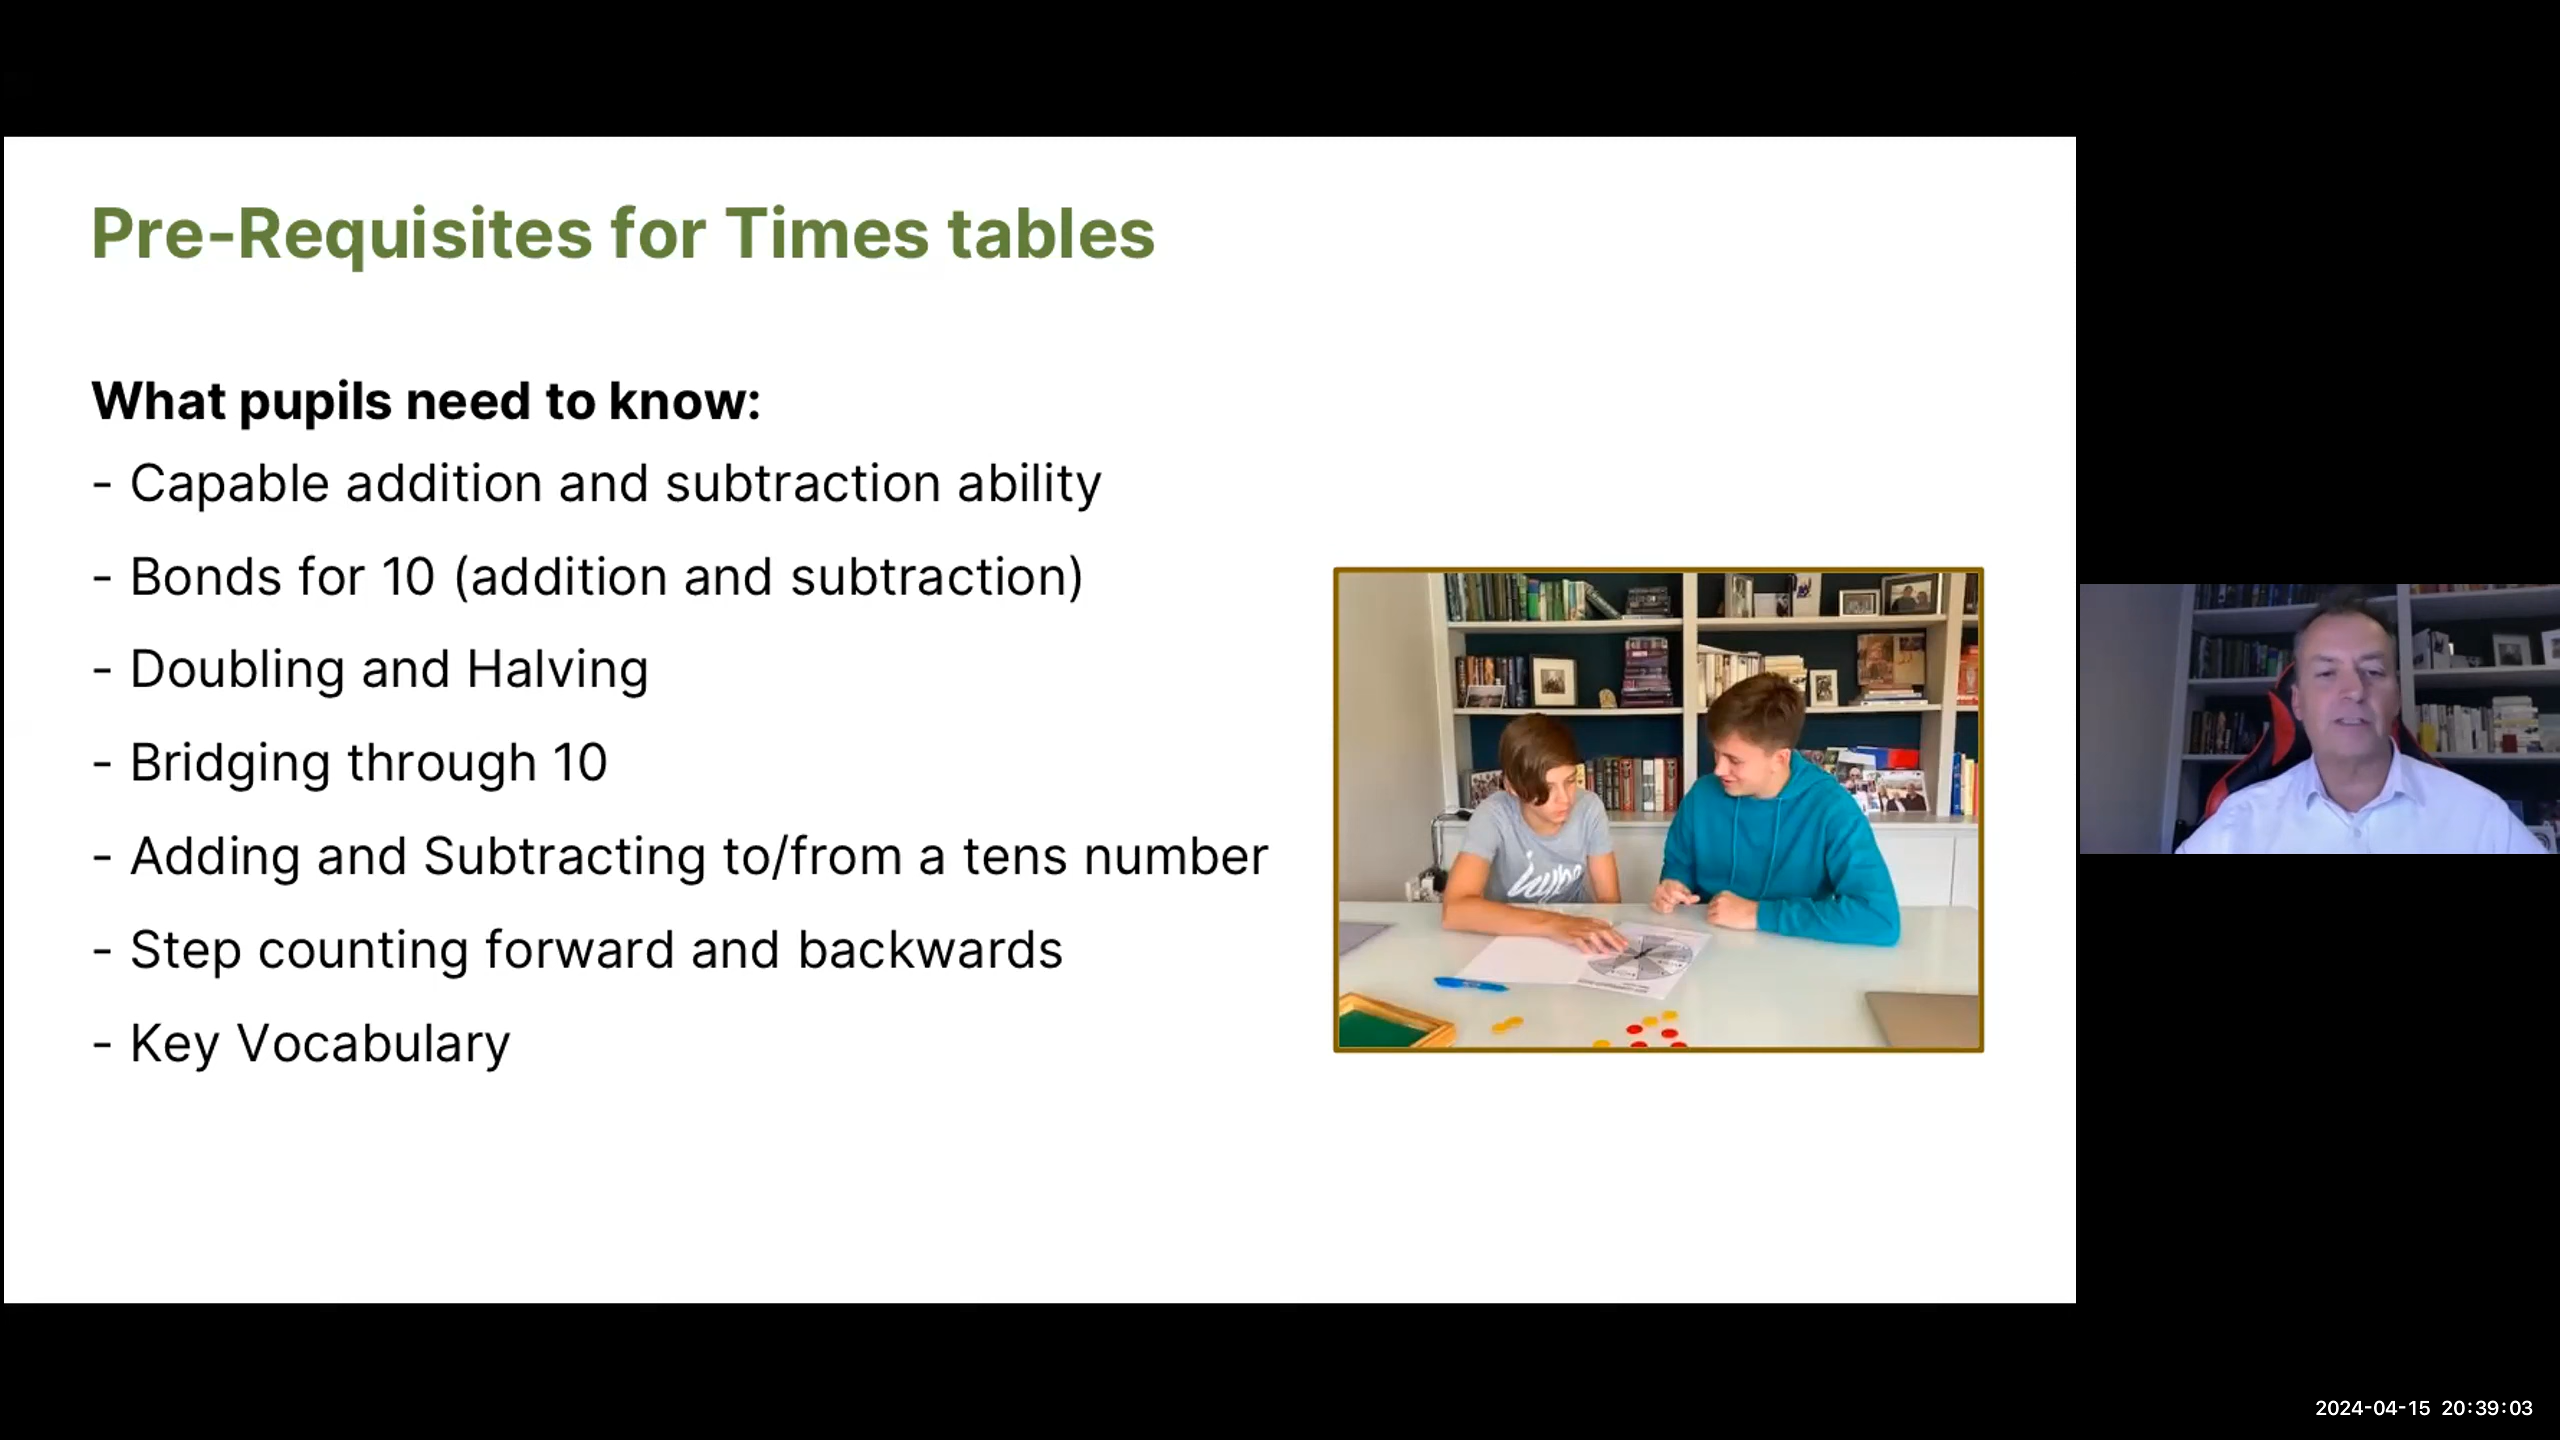 Pre-Requisites for Times tables
What pupils need to know:
- Capable addition and subtraction ability
- Bonds for 10 (addition and subtraction)
- Doubling and Halving
- Bridging through 10
- Adding and Subtracting to/from a tens number
- Step counting forward and backwards
- Key Vocabulary
hype
2024-04-15 20:39:03